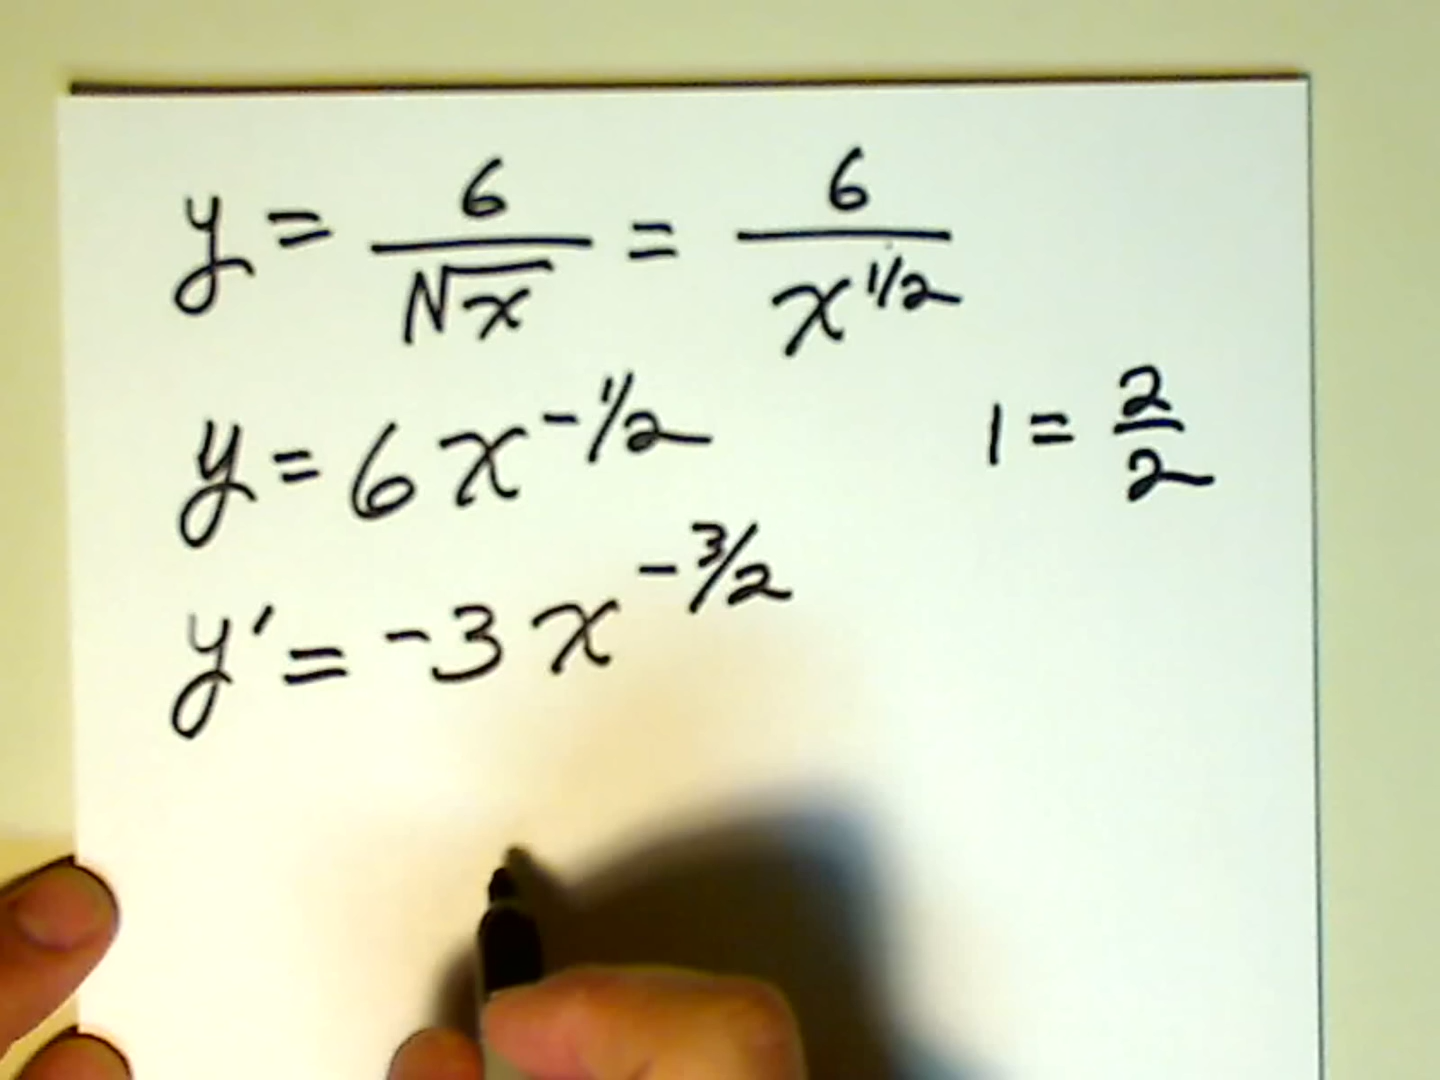 y = 6/√x = 6/x^1/2
y = 6x^-1/2
1 = 2/2
y' = -3x^-3/2